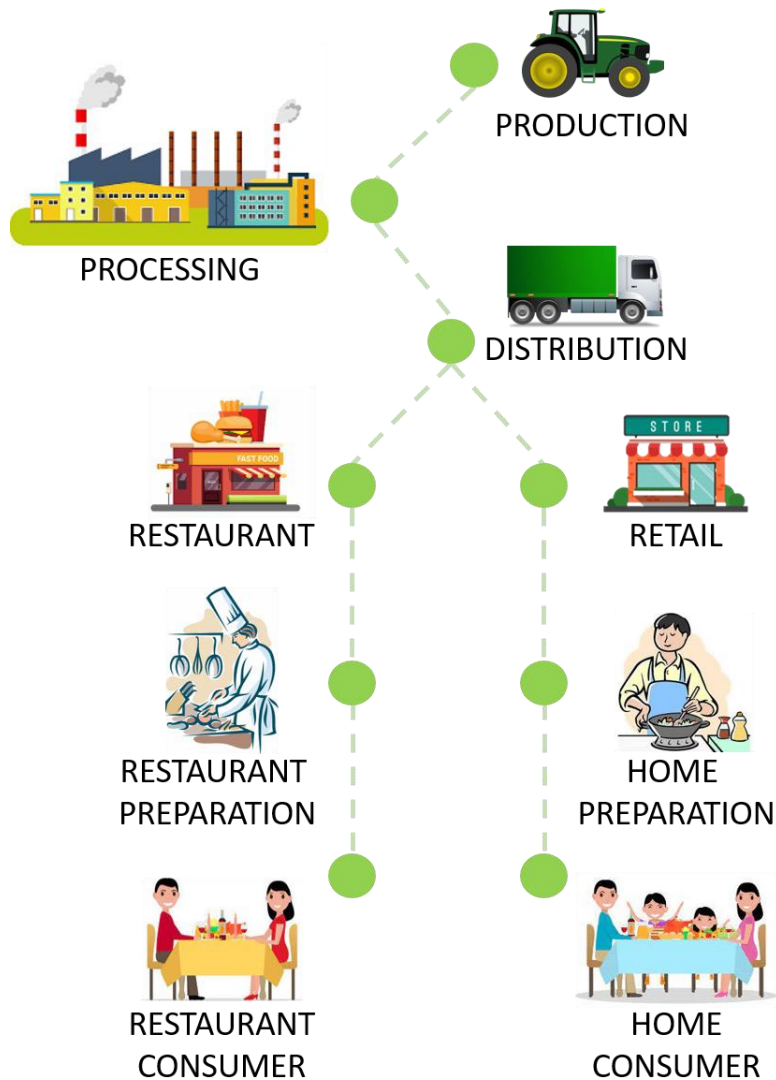 PRODUCTION
PROCESSING
DISTRIBUTION
FAST FOOD
RESTAURANT
STORE
RETAIL
RESTAURANT
PREPARATION
HOME
PREPARATION
RESTAURANT
CONSUMER
HOME
CONSUMER